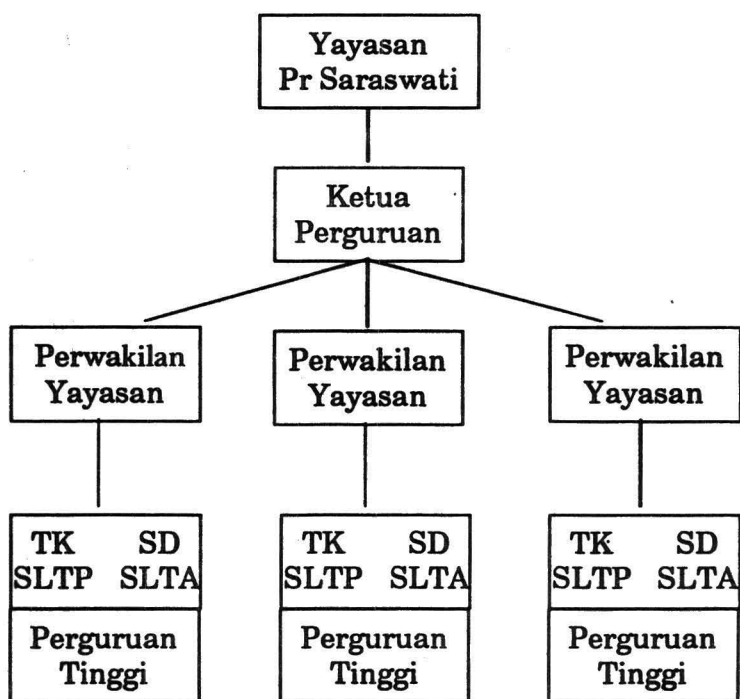 Yayasan
Pr Saraswati
Ketua
Perguruan
Perwakilan
Yayasan
Perwakilan
Yayasan
Perwakilan
Yayasan
TK SD
SLTP SLTA
Perguruan
Tinggi
TK SD
SLTP SLTA
Perguruan
Tinggi
TK SD
SLTP SLTA
Perguruan
Tinggi